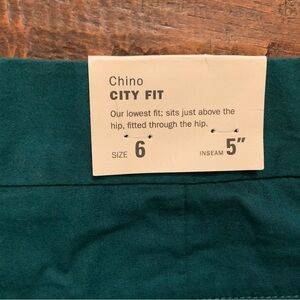 Chino
CITY FIT
Our lowest fit; sits just above the
hip, fitted through the hip.
SIZE 6 INSEAM 5"